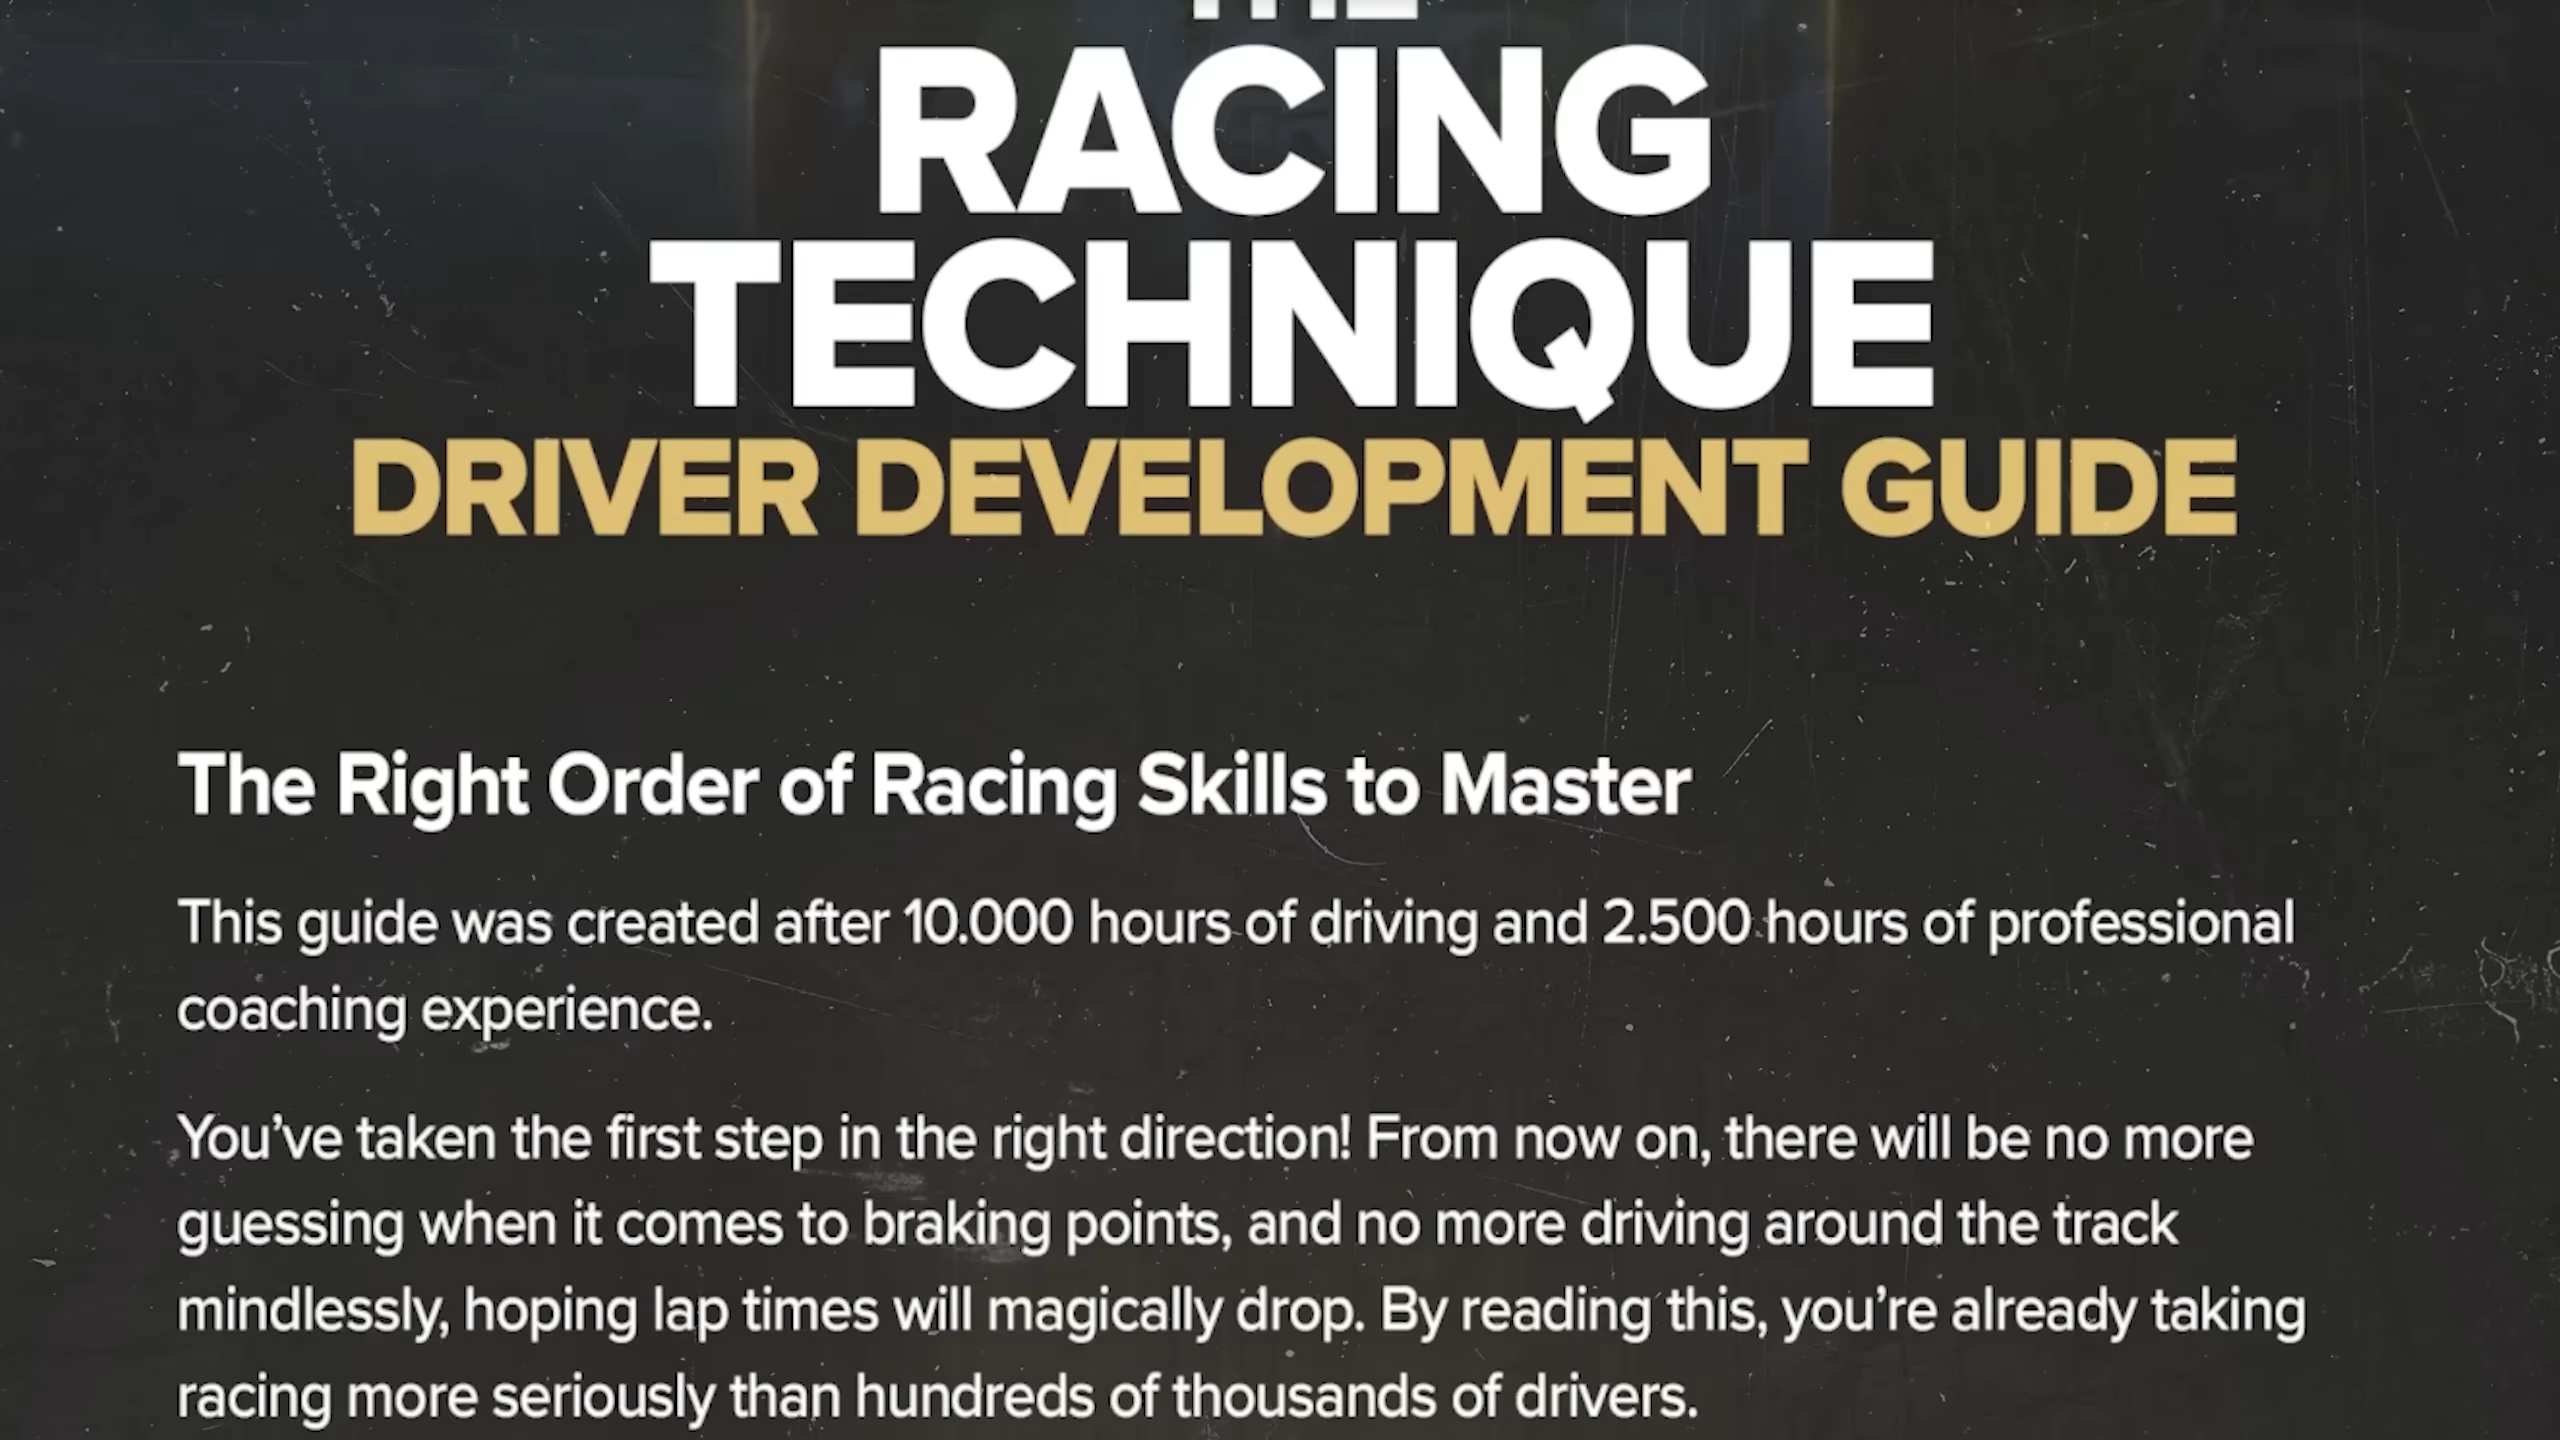 THE
RACING
TECHNIQUE
DRIVER DEVELOPMENT GUIDE
The Right Order of Racing Skills to Master
This guide was created after 10.000 hours of driving and 2.500 hours of professional
coaching experience.
You’ve taken the first step in the right direction! From now on, there will be no more
guessing when it comes to braking points, and no more driving around the track
mindlessly, hoping lap times will magically drop. By reading this, you’re already taking
racing more seriously than hundreds of thousands of drivers.